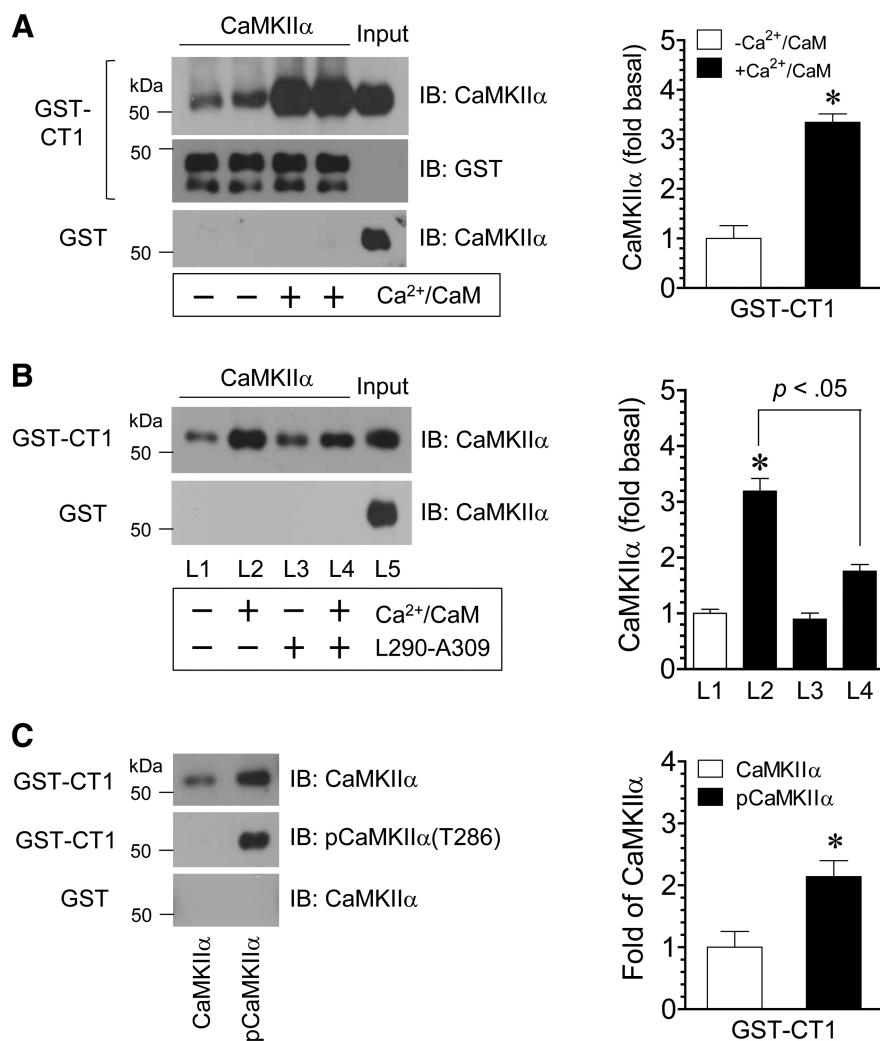 A
CaMKIIα Input
kDa
50
GST-
CT1
IB: CaMKIIα
50
IB: GST
GST
50
IB: CaMKIIα
− − + + Ca²⁺/CaM
CaMKIIα (fold basal)
5
4
3
2
1
0
-Ca²⁺/CaM
+Ca²⁺/CaM
*
GST-CT1
B
CaMKIIα Input
kDa
GST-CT1
50
IB: CaMKIIα
GST
50
IB: CaMKIIα
L1 L2 L3 L4 L5
− + − + Ca²⁺/CaM
− − + + L290-A309
CaMKIIα (fold basal)
5
4
3
2
1
0
p < .05
*
L1 L2 L3 L4
C
kDa
GST-CT1
50
IB: CaMKIIα
GST-CT1
50
IB: pCaMKIIα(T286)
GST
50
IB: CaMKIIα
CaMKIIα
pCaMKIIα
Fold of CaMKIIα
4
3
2
1
0
CaMKIIα
pCaMKIIα
*
GST-CT1